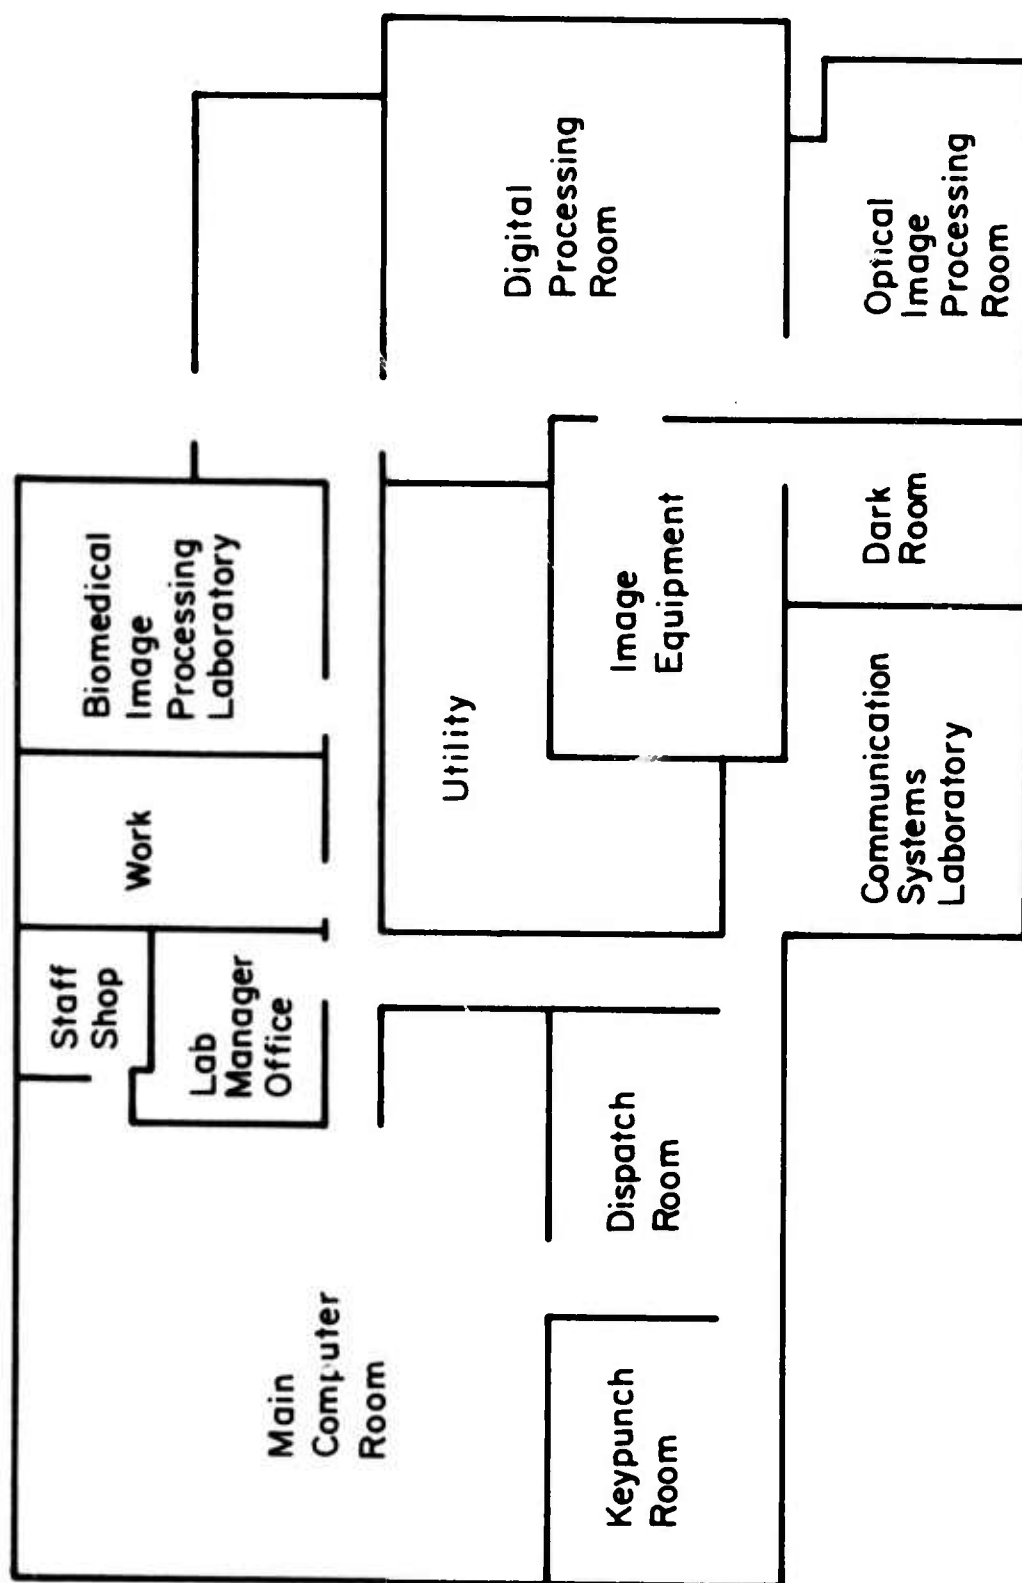 Staff
Shop
Work
Biomedical
Image
Processing
Laboratory
Lab
Manager
Office
Main
Computer
Room
Utility
Digital
Processing
Room
Keypunch
Room
Dispatch
Room
Image
Equipment
Communication
Systems
Laboratory
Dark
Room
Optical
Image
Processing
Room